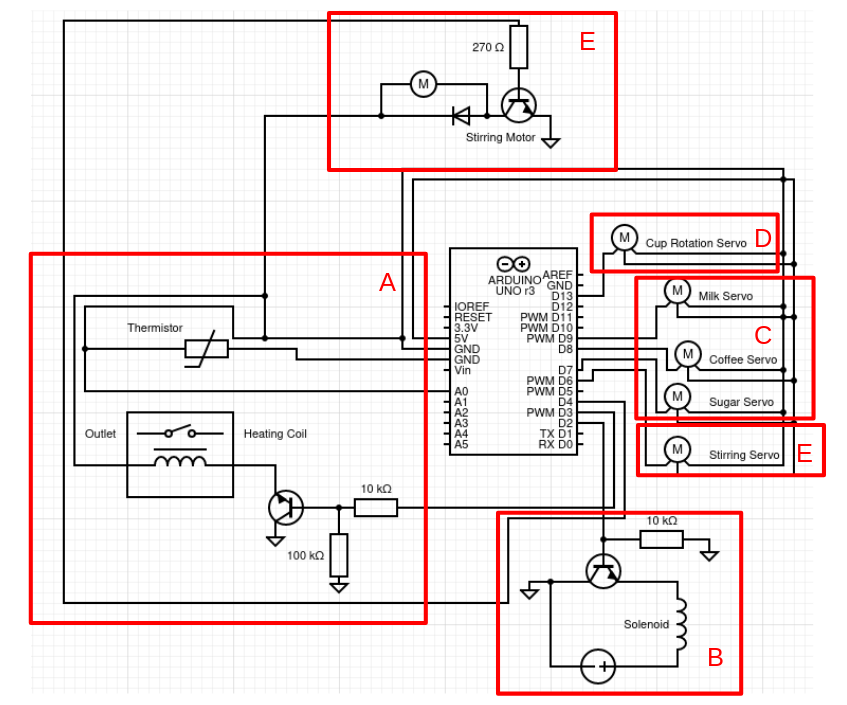 E
270 Ω
M
Stirring Motor
D
M
Cup Rotation Servo
A
ARDUINO
UNO r3
AREF
GND
D13
D12
PWM D11
PWM D10
PWM D9
D8
D7
PWM D6
PWM D5
D4
PWM D3
D2
TX D1
RX D0
IOREF
RESET
3.3V
5V
GND
GND
Vin
A0
A1
A2
A3
A4
A5
M
Milk Servo
C
M
Coffee Servo
M
Sugar Servo
M
Stirring Servo
E
Thermistor
Outlet
Heating Coil
10 kΩ
100 kΩ
10 kΩ
Solenoid
B